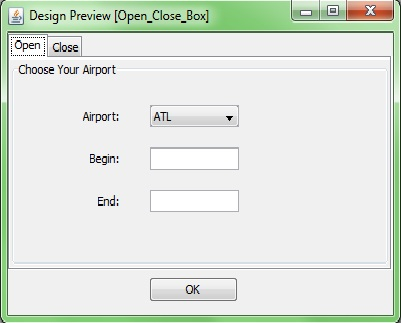 Design Preview [Open_Close_Box]
Open Close
Choose Your Airport
Airport: ATL
Begin:
End:
OK